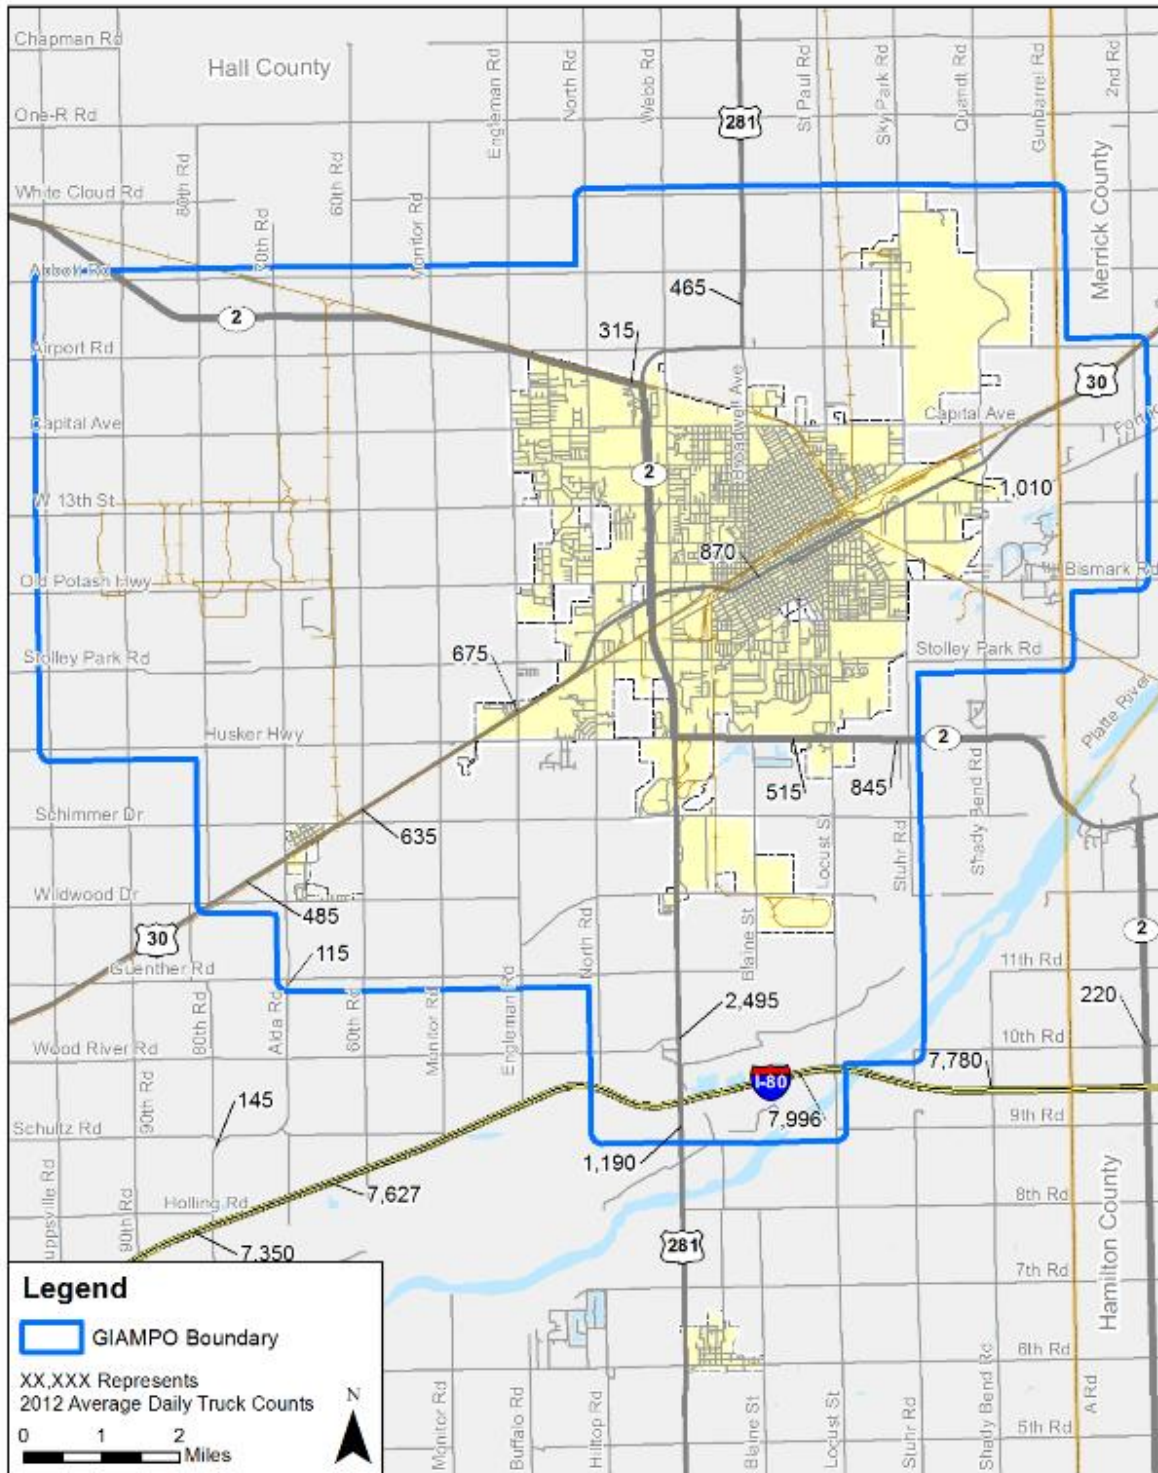 Chapman Rd
Hall County
One-R Rd
Engleman Rd
North Rd
Webb Rd
281
St Paul Rd
Sky Park Rd
Quandt Rd
Gunbarrel Rd
2nd Rd
White Cloud Rd
80th Rd
70th Rd
60th Rd
Monitor Rd
Merrick County
Abbott Rd
465
2
315
Airport Rd
30
Capital Ave
Broadwell Ave
Capital Ave
2
W 13th St
1,010
870
Old Potash Hwy
Bismark Rd
Stolley Park Rd
675
Stolley Park Rd
Platte River
Husker Hwy
2
515
845
Schimmer Dr
635
Locust St
Stuhr Rd
Shady Bend Rd
Wildwood Dr
485
30
115
North Rd
Blaine St
2
Guenther Rd
11th Rd
80th Rd
Alda Rd
60th Rd
Monitor Rd
Engleman Rd
2,495
220
Wood River Rd
10th Rd
7,780
I-80
90th Rd
145
7,996
9th Rd
Schultz Rd
1,190
7,627
8th Rd
Holling Rd
90th Rd
7,350
281
Hamilton County
7th Rd
Legend
GIAMPO Boundary
XX,XXX Represents
2012 Average Daily Truck Counts
N
0 1 2
Miles
6th Rd
5th Rd
Monitor Rd
Buffalo Rd
Hilltop Rd
Blaine St
Locust St
Stuhr Rd
Shady Bend Rd
A Rd